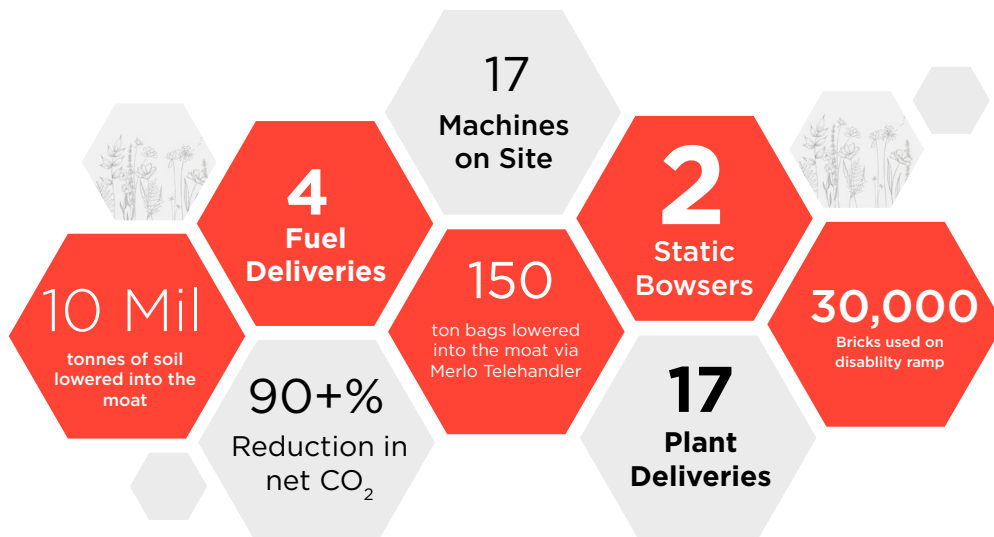 17
Machines
on Site
4
Fuel
Deliveries
2
Static
Bowsers
10 Mil
tonnes of soil
lowered into the
moat
150
ton bags lowered
into the moat via
Merlo Telehandler
30,000
Bricks used on
disablilty ramp
90+%
Reduction in
net CO₂
17
Plant
Deliveries